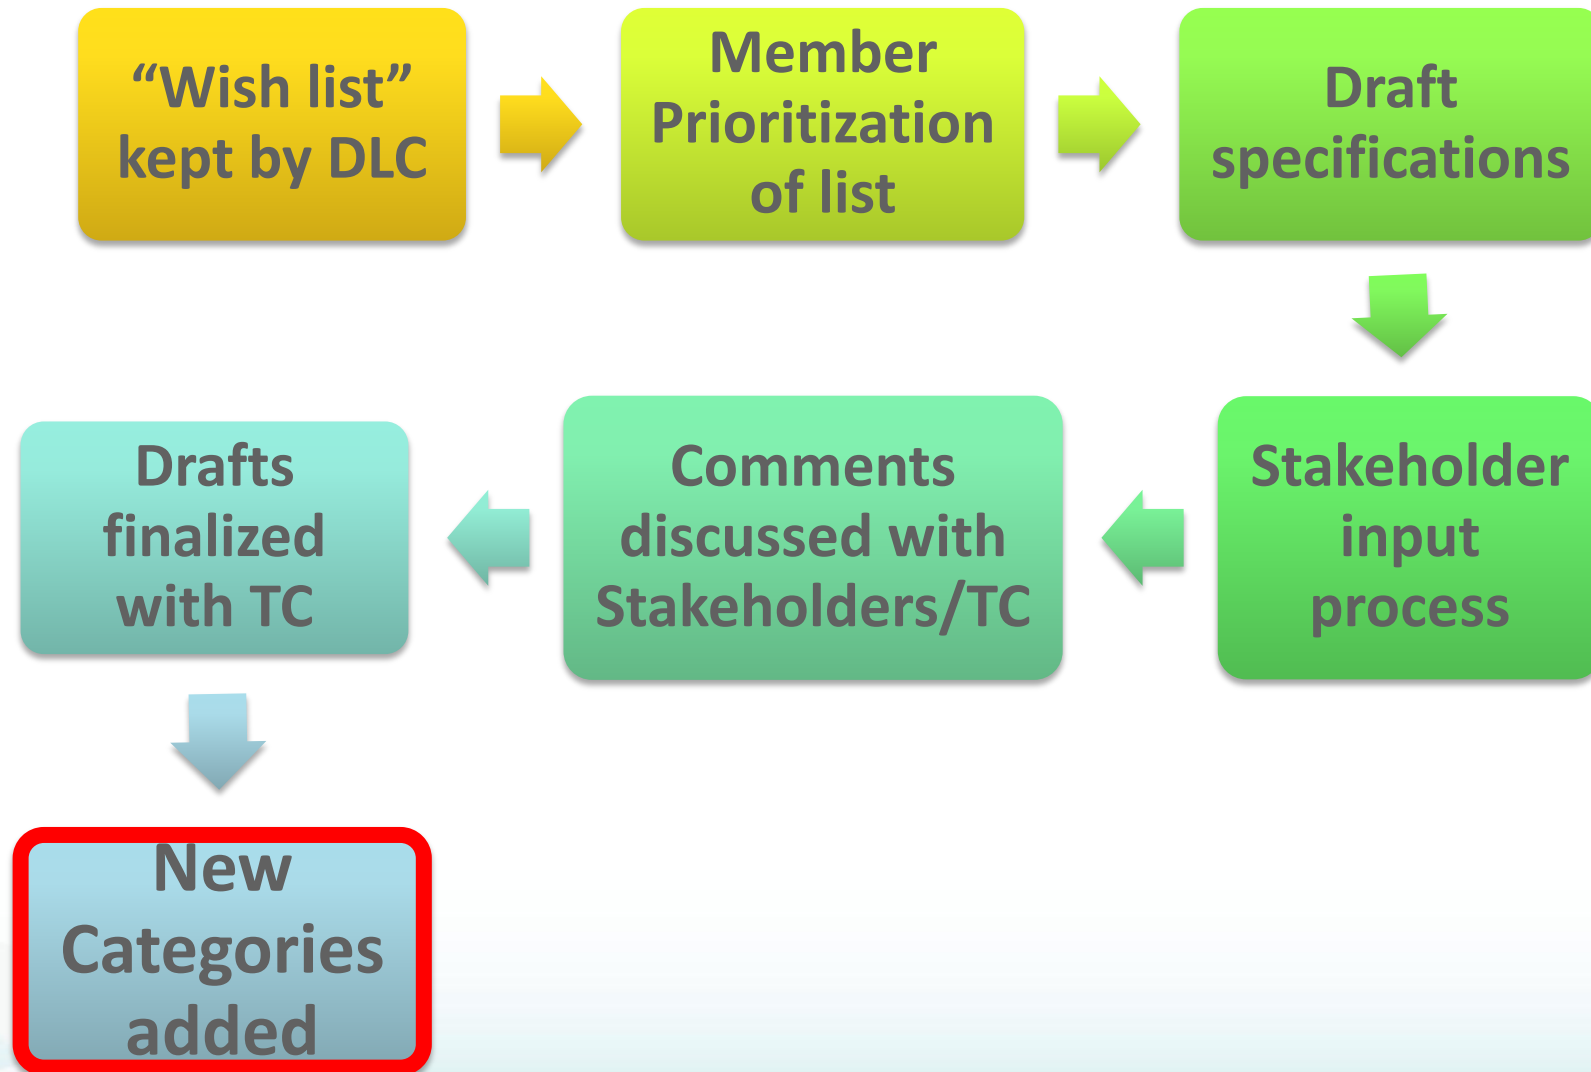 “Wish list”
kept by DLC
Member
Prioritization
of list
Draft
specifications
Stakeholder
input
process
Comments
discussed with
Stakeholders/TC
Drafts
finalized
with TC
New
Categories
added